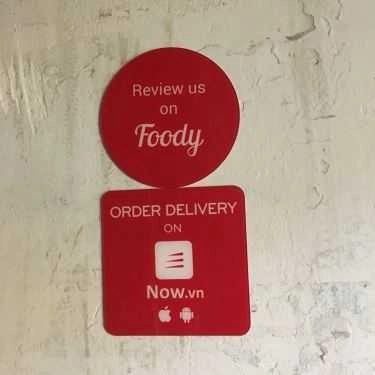 Review us
on
Foody
ORDER DELIVERY
ON
Now.vn